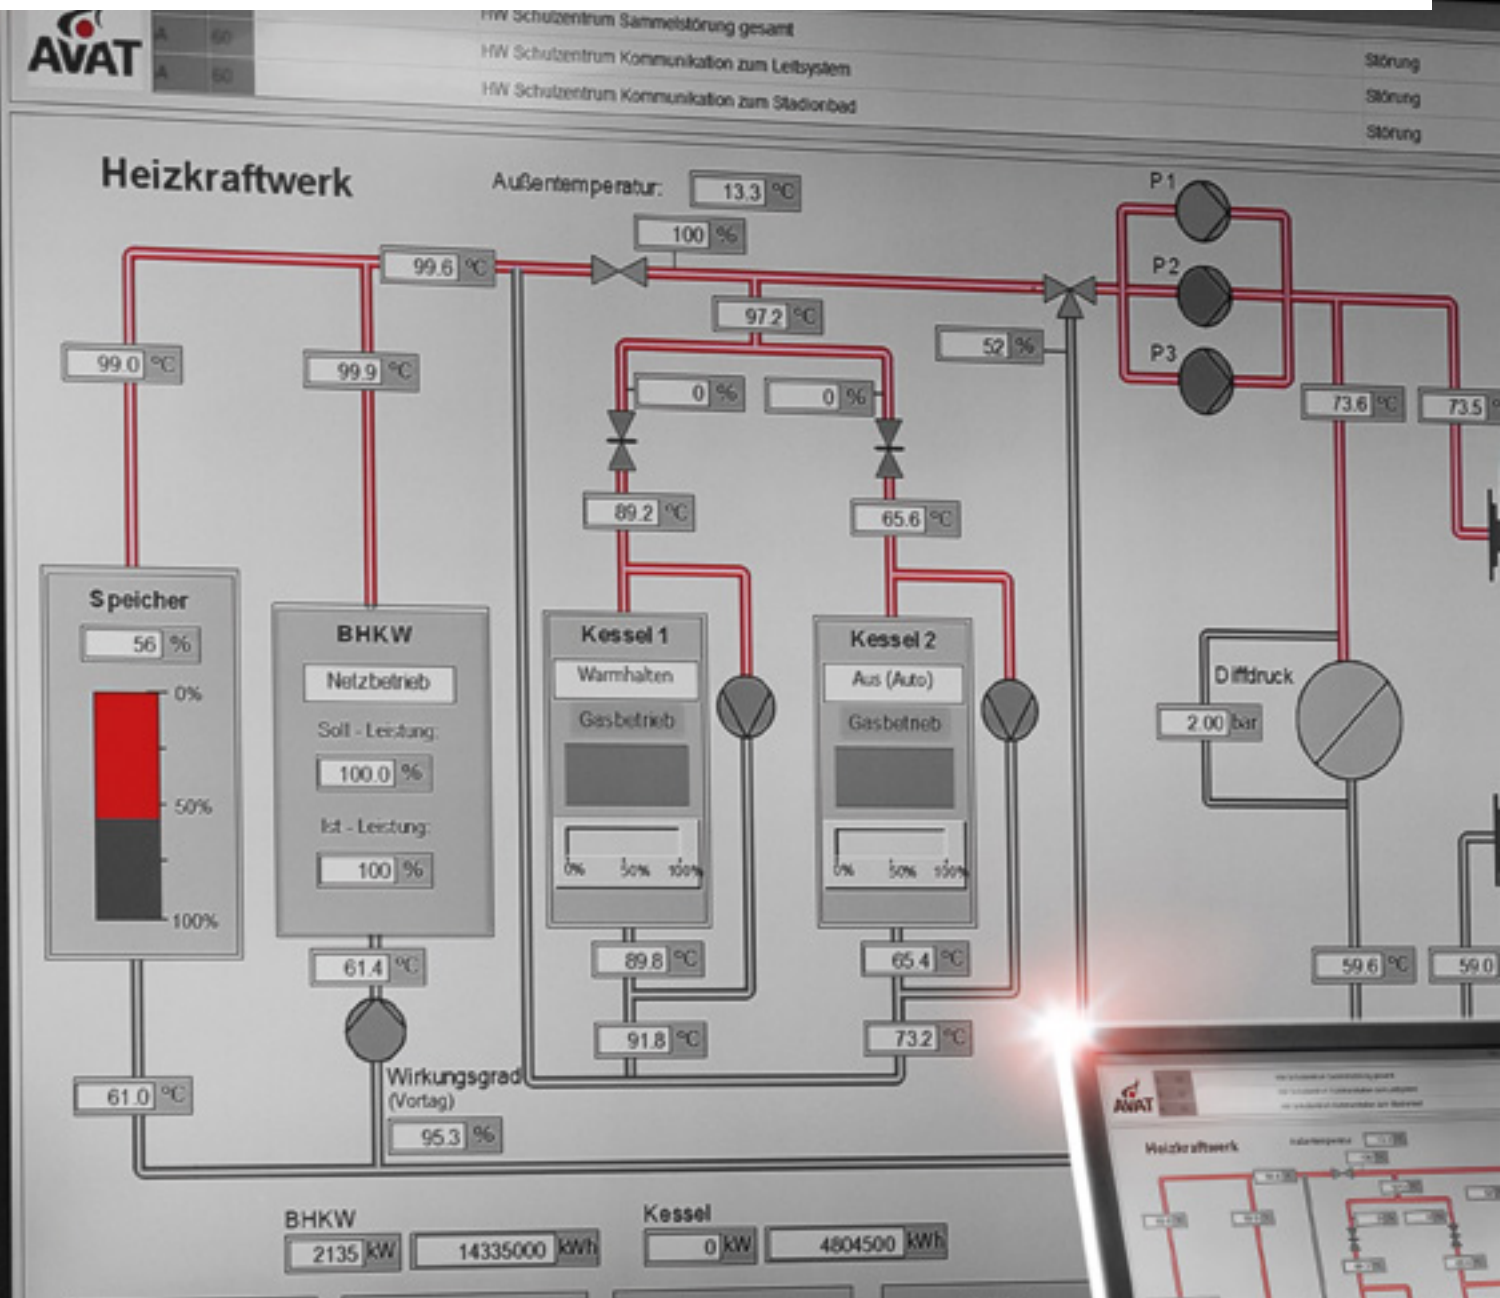 AVAT
A 60
A 60
HW Schulzentrum Sammelstörung gesamt
HW Schulzentrum Kommunikation zum Leitsystem
HW Schulzentrum Kommunikation zum Stadionbad
Störung
Störung
Störung
Heizkraftwerk
Außentemperatur: 13.3 °C
100 %
P1
P2
P3
99.6 °C
97.2 °C
52 %
99.0 °C
99.9 °C
0 %
0 %
73.6 °C
73.5
89.2 °C
65.6 °C
Speicher
56 %
0%
50%
100%
BHKW
Netzbetrieb
Soll - Leistung:
100.0 %
Ist - Leistung:
100 %
Kessel 1
Warmhalten
Gasbetrieb
0% 50% 100%
Kessel 2
Aus (Auto)
Gasbetrieb
0% 50% 100%
Diffdruck
2.00 bar
61.4 °C
89.8 °C
65.4 °C
59.6 °C
59.0
91.8 °C
73.2 °C
61.0 °C
Wirkungsgrad
(Vortag)
95.3 %
BHKW
2135 kW
14335000 kWh
Kessel
0 kW
4804500 kWh
AVAT
Heizkraftwerk